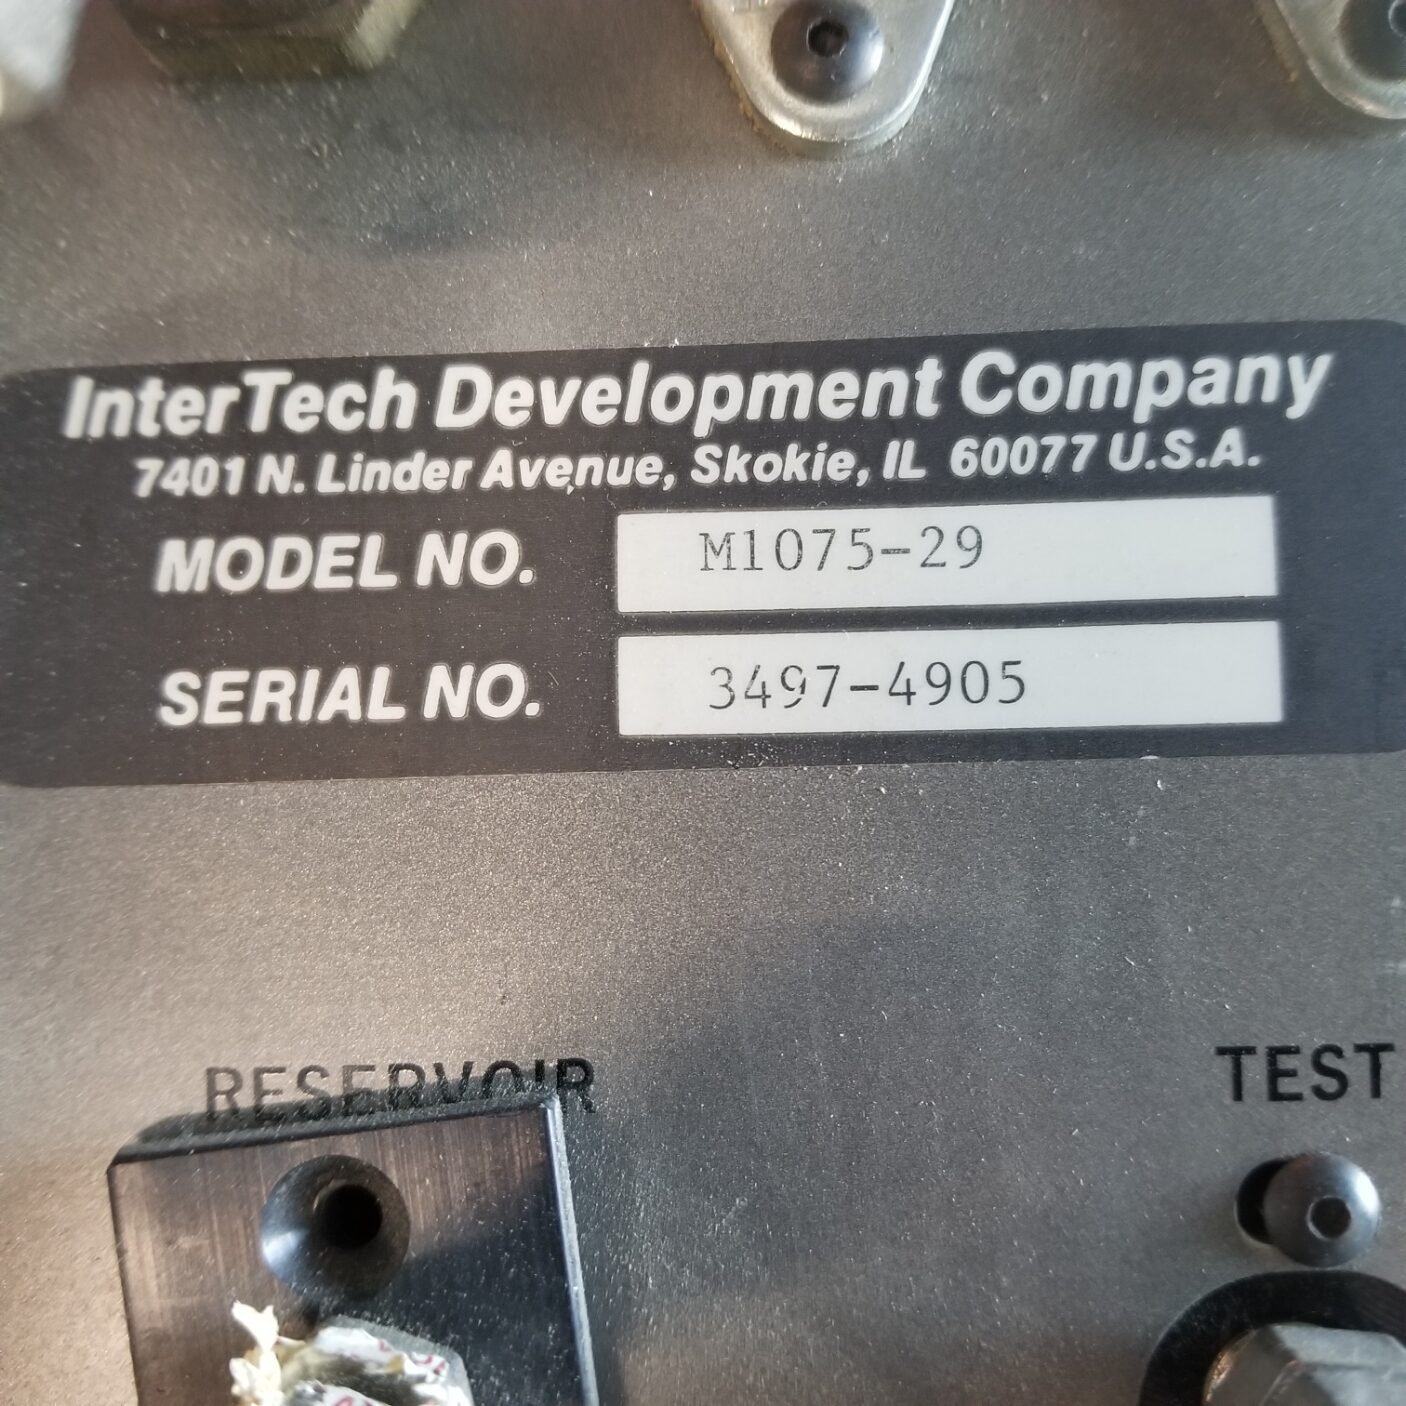 InterTech Development Company
7401 N. Linder Avenue, Skokie, IL 60077 U.S.A.
MODEL NO. M1075-29
SERIAL NO. 3497-4905
RESERVOIR
TEST